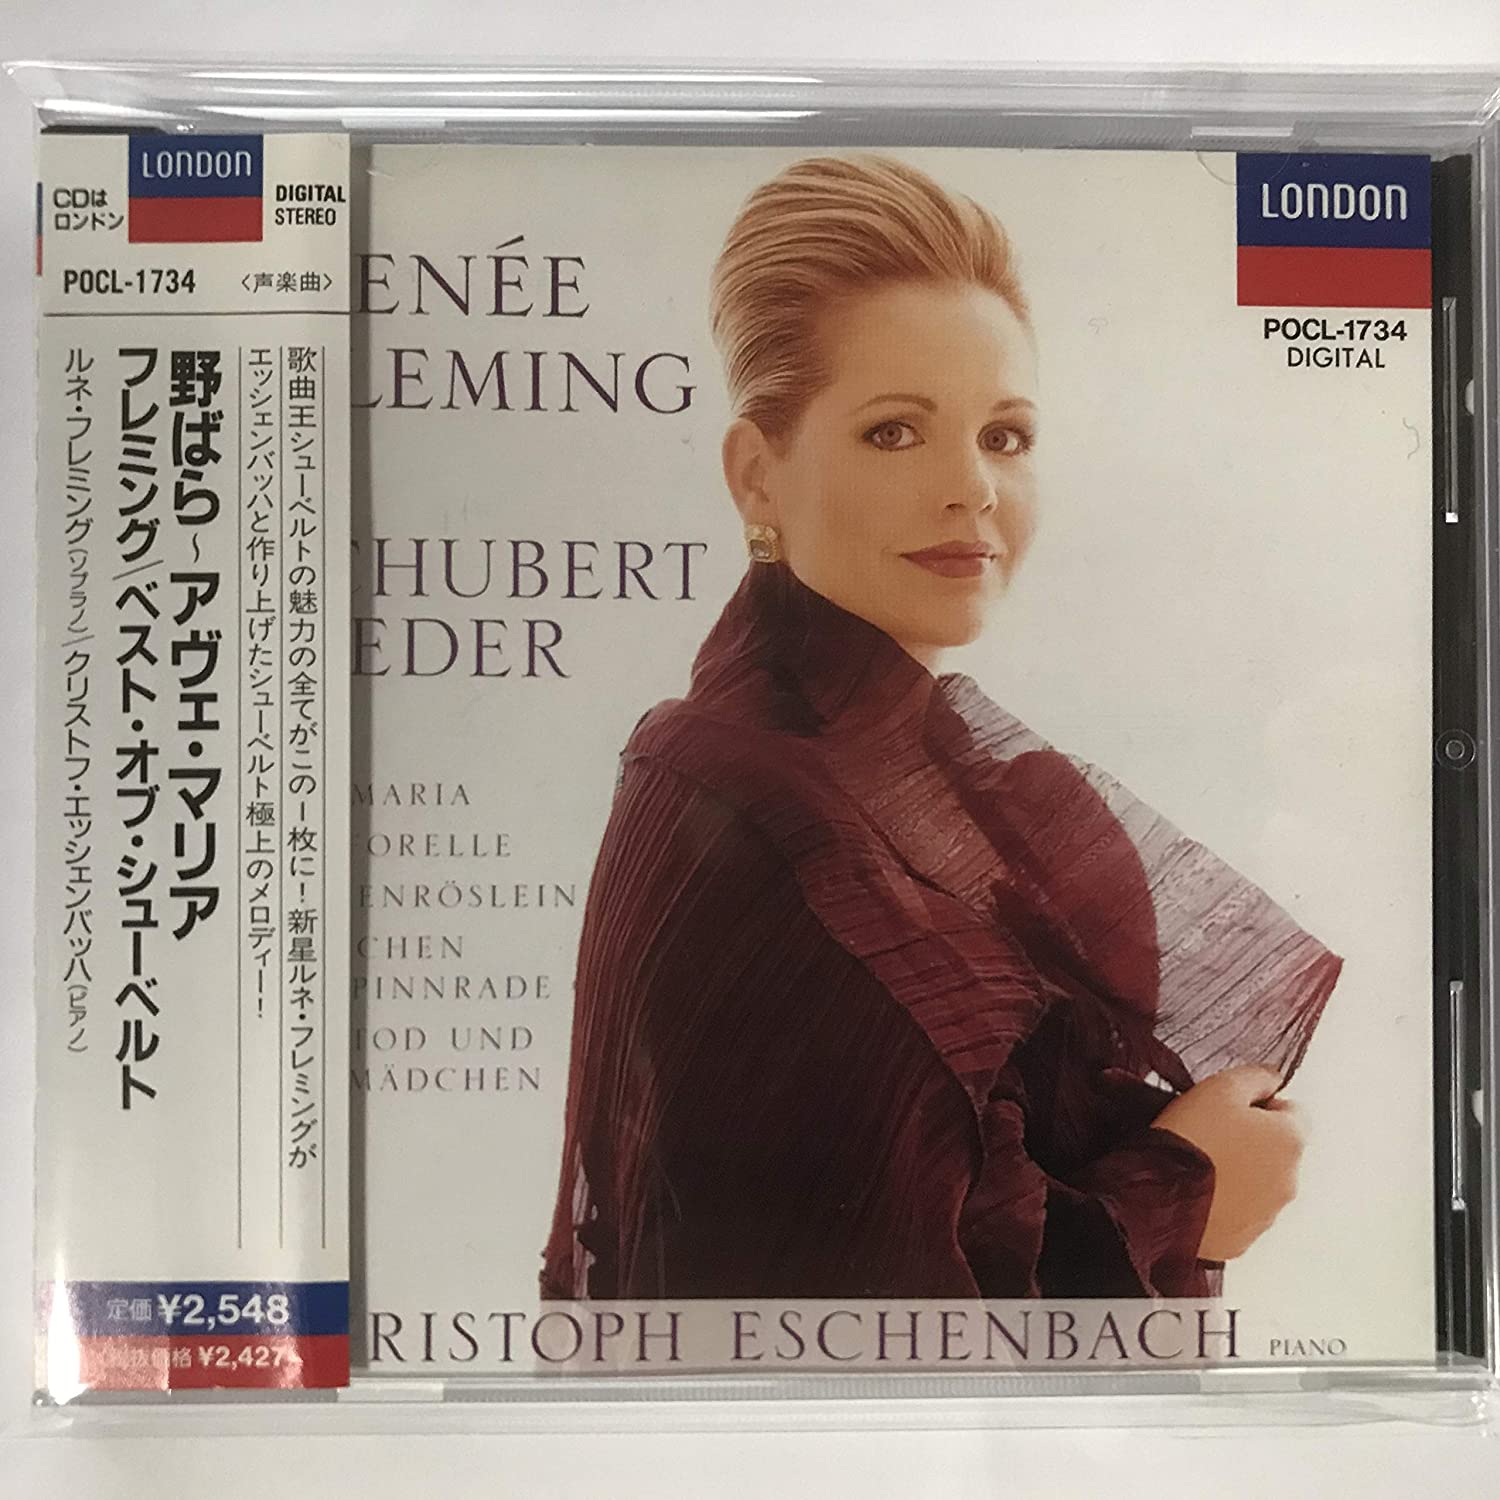 LONDON
CDは
ロンドン
DIGITAL
STEREO
POCL-1734
〈声楽曲〉
歌曲王シューベルトの魅力の全てがこの一枚に!新星ルネ・フレミングが
エッシェンバッハと作り上げたシューベルト極上のメロディー!
野ばら~アヴェ・マリア
フレミング/ベスト・オブ・シューベルト
ルネ・フレミング(ソプラノ)/クリストフ・エッシェンバッハ(ピアノ)
定価 ¥2,548
税抜価格 ¥2,427
ENÉE
LEMING
CHUBERT
EDER
MARIA
ORELLE
ENRÖSLEIN
CHEN
PINNRADE
TOD UND
MÄDCHEN
RISTOPH ESCHENBACH PIANO
LONDON
POCL-1734
DIGITAL